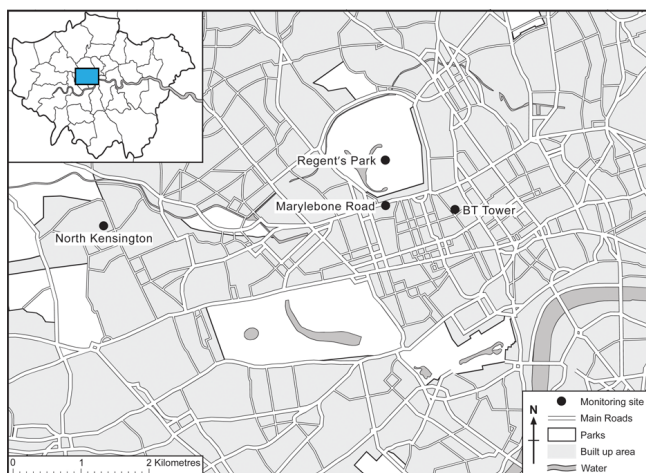 Regent's Park
Marylebone Road
BT Tower
North Kensington
N
Monitoring site
Main Roads
Parks
Built up area
Water
0 1 2 Kilometres